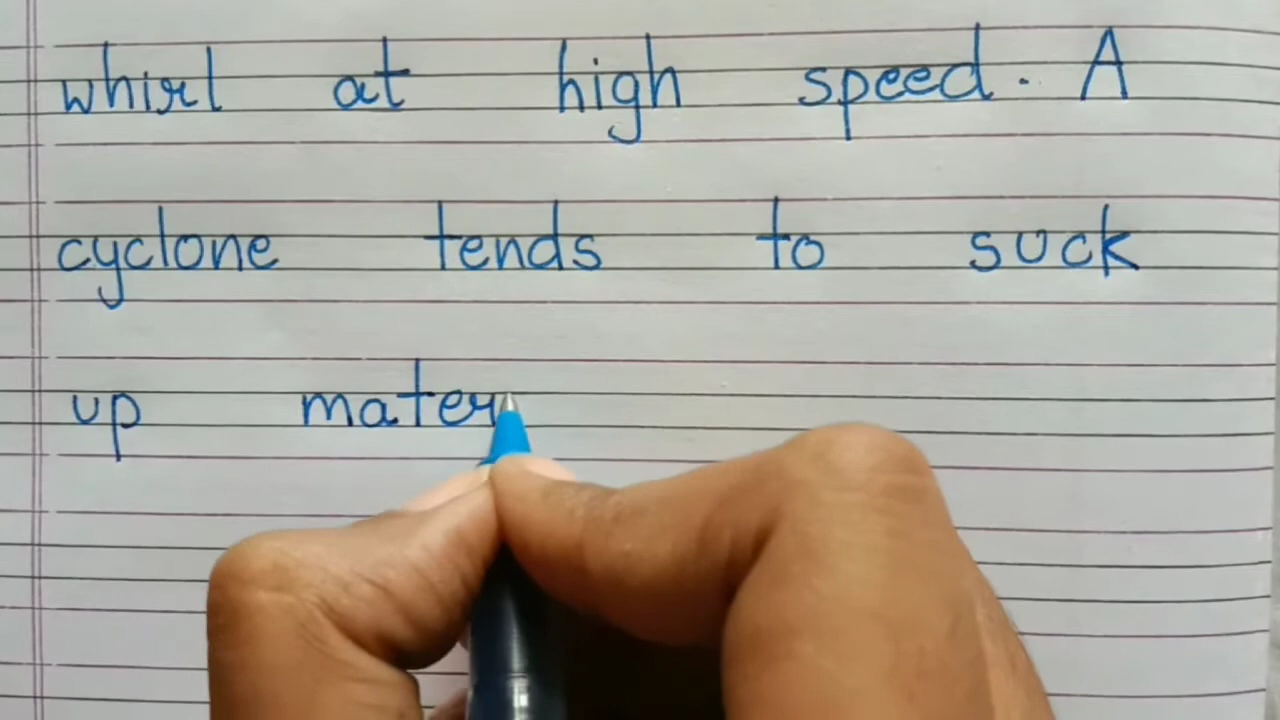 whirl at high speed. A
cyclone tends to suck
up mater